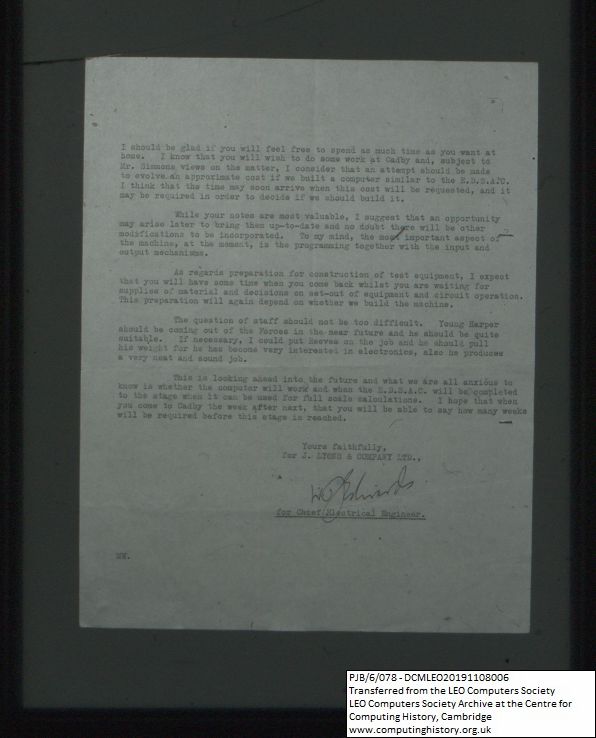 I should be glad if you will feel free to spend as much time as you want at
home. I know that you will wish to do some work at Cadby and, subject to
Mr. Simmons views on the matter, I consider that an attempt should be made
to evolve an approximate cost if we built a computer similar to the E.D.S.A.C.
I think that the time may soon arrive when this cost will be requested, and it
may be required in order to decide if we should build it.
While your notes are most valuable, I suggest that an opportunity
may arise later to bring them up-to-date and no doubt there will be other
modifications to be incorporated. To my mind, the most important aspect of
the machine, at the moment, is the programming together with the input and
output mechanisms.
As regards preparation for construction of test equipment, I expect
that you will have some time when you come back whilst you are waiting for
supplies of material and decisions on set-out of equipment and circuit operation.
This preparation will again depend on whether we build the machine.
The question of staff should not be too difficult. Young Harper
should be coming out of the Forces in the near future and he should be quite
suitable. If necessary, I could put Reeves on the job and he should pull
his weight for he has become very interested in electronics, also he produces
a very neat and sound job.
This is looking ahead into the future and what we are all anxious to
know is whether the computer will work and when the E.D.S.A.C. will be completed
to the stage when it can be used for full scale calculations. I hope that when
you come to Cadby the week after next, that you will be able to say how many weeks
will be required before this stage in reached.
Yours faithfully,
for J. LYONS & COMPANY LTD.,
for Chief Electrical Engineer.
PJB/6/078 - DCMLEO20191108006
Transferred from the LEO Computers Society
LEO Computers Society Archive at the Centre for
Computing History, Cambridge
www.computinghistory.org.uk